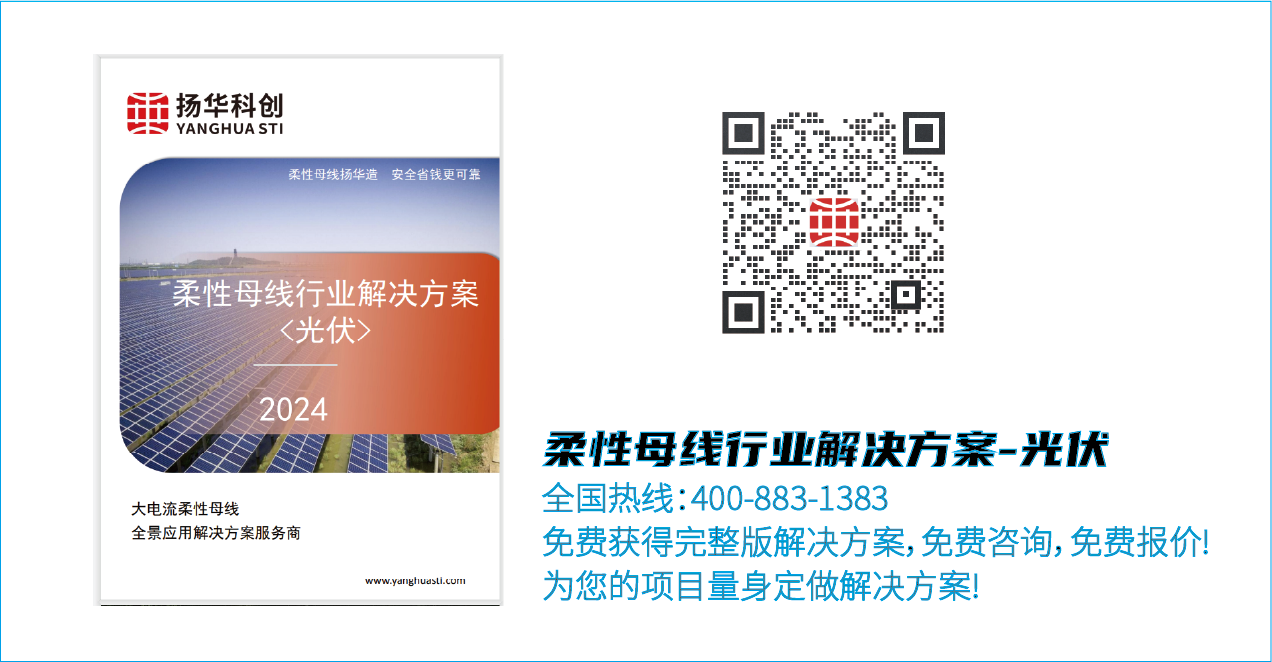 扬华科创
YANGHUA STI
柔性母线扬华造 安全省钱更可靠
柔性母线行业解决方案
<光伏>
2024
大电流柔性母线
全景应用解决方案服务商
www.yanghuasti.com
柔性母线行业解决方案-光伏
全国热线：400-883-1383
免费获得完整版解决方案，免费咨询，免费报价!
为您的项目量身定做解决方案!